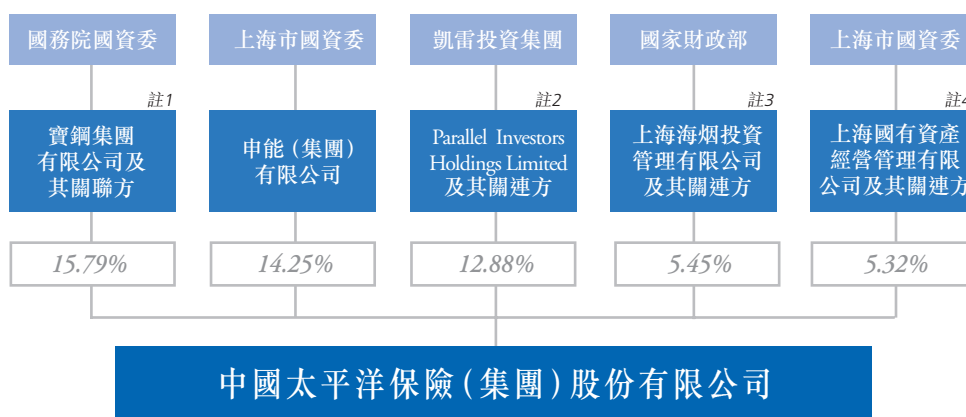 國務院國資委
上海市國資委
凱雷投資集團
國家財政部
上海市國資委
註1
註2
註3
註4
寶鋼集團
有限公司及
其關聯方
申能（集團）
有限公司
Parallel Investors
Holdings Limited
及其關連方
上海海烟投資
管理有限公司
及其關連方
上海國有資產
經營管理有限
公司及其關連方
15.79%
14.25%
12.88%
5.45%
5.32%
中國太平洋保險（集團）股份有限公司